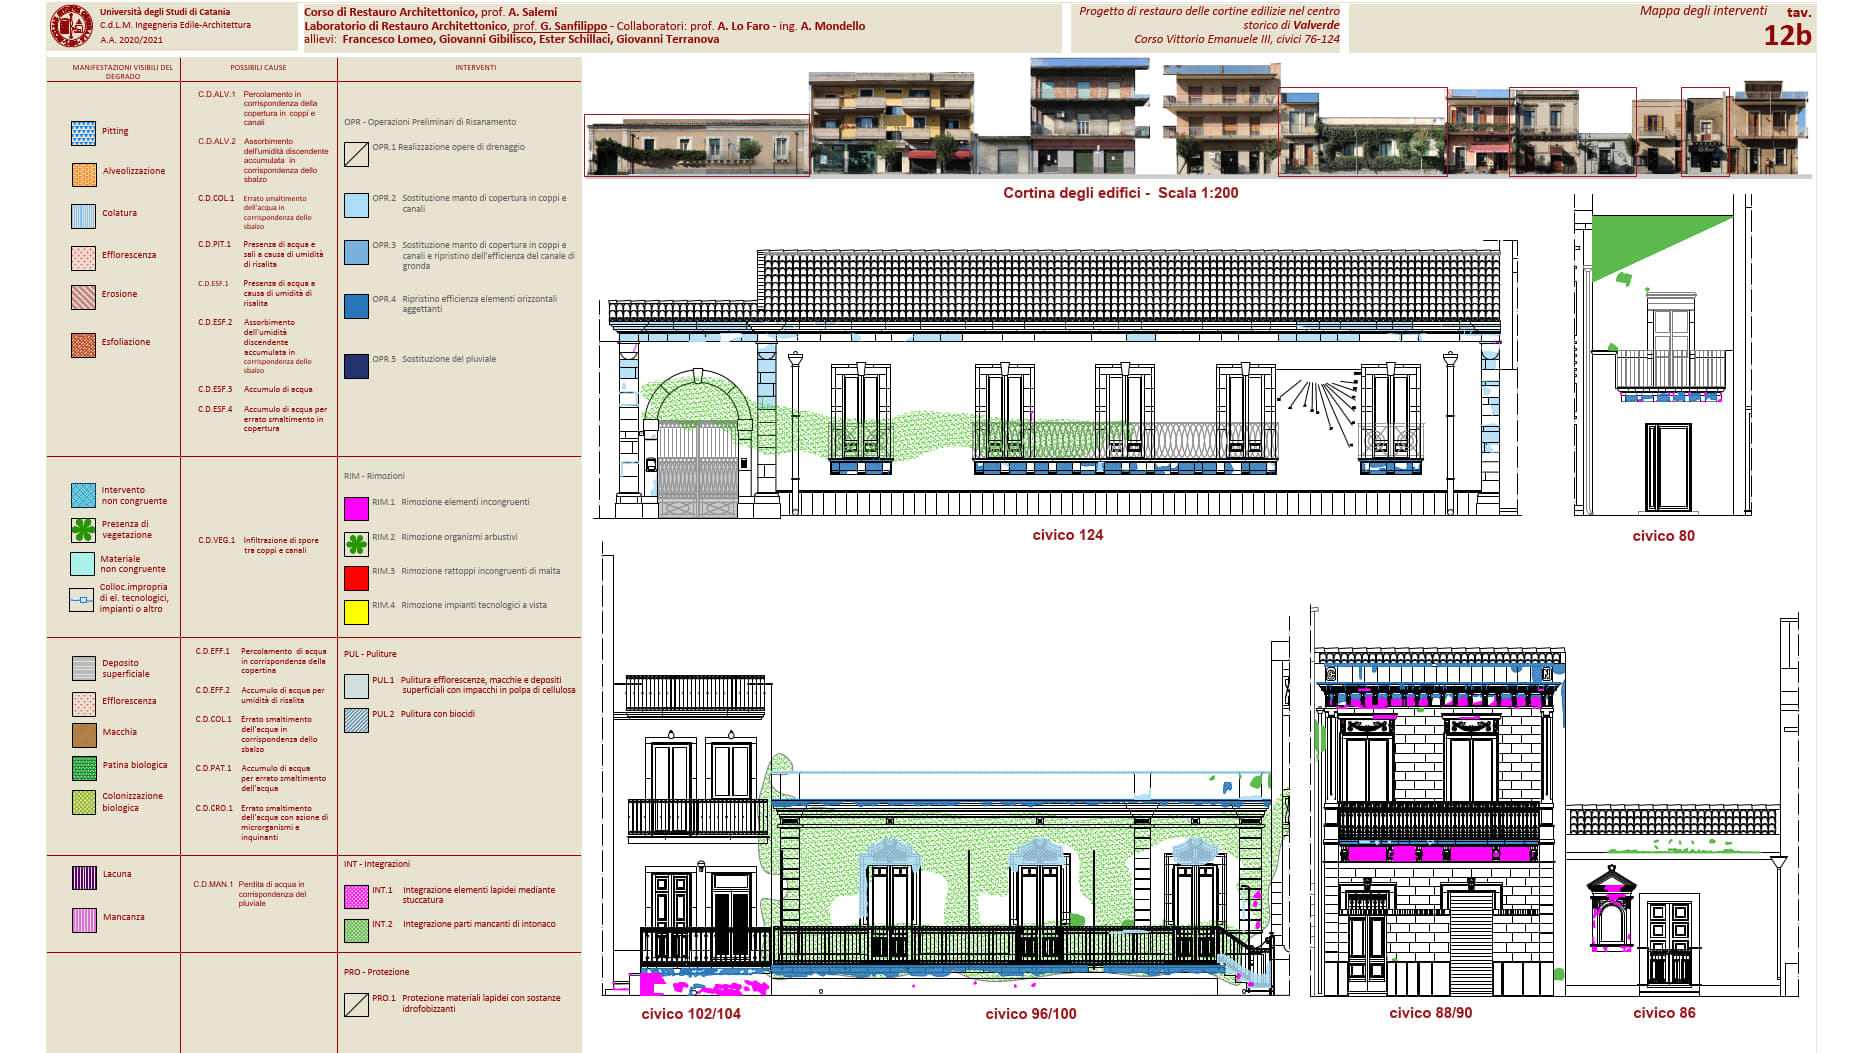 Università degli Studi di Catania
C.d.L.M. Ingegneria Edile-Architettura
A.A. 2020/2021
Corso di Restauro Architettonico, prof. A. Salemi
Laboratorio di Restauro Architettonico, prof. G. Sanfilippo - Collaboratori: prof. A. Lo Faro - ing. A. Mondello
allievi: Francesco Lomeo, Giovanni Gibilisco, Ester Schillaci, Giovanni Terranova
Progetto di restauro delle cortine edilizie nel centro
storico di Valverde
Corso Vittorio Emanuele III, civici 76-124
Mappa degli interventi
tav.
12b
MANIFESTAZIONI VISIBILI DEL
DEGRADO
POSSIBILI CAUSE
INTERVENTI
Pitting
Alveolizzazione
Colatura
Efflorescenza
Erosione
Esfoliazione
C.D.ALV.1 Percolamento in
corrispondenza della
copertura in coppi e
canali
C.D.ALV.2 Assorbimento
dell'umidità discendente
accumulata in
corrispondenza dello
sbalzo
C.D.COL.1 Errato smaltimento
dell'acqua in
corrispondenza dello
sbalzo
C.D.PIT.1 Presenza di acqua e
sali a causa di umidità
di risalita
C.D.ESF.1 Presenza di acqua a
causa di umidità di
risalita
C.D.ESF.2 Assorbimento
dell'umidità
discendente
accumulata in
corrispondenza dello
sbalzo
C.D.ESF.3 Accumulo di acqua
C.D.ESF.4 Accumulo di acqua per
errato smaltimento in
copertura
OPR - Operazioni Preliminari di Risanamento
OPR.1 Realizzazione opere di drenaggio
OPR.2 Sostituzione manto di copertura in coppi e
canali
OPR.3 Sostituzione manto di copertura in coppi e
canali e ripristino dell'efficienza del canale di
gronda
OPR.4 Ripristino efficienza elementi orizzontali
aggettanti
OPR.5 Sostituzione del pluviale
Intervento
non congruente
Presenza di
vegetazione
Materiale
non congruente
Colloc.impropria
di el. tecnologici,
impianti o altro
C.D.VEG.1 Infiltrazione di spore
tra coppi e canali
RIM - Rimozioni
RIM.1 Rimozione elementi incongruenti
RIM.2 Rimozione organismi arbustivi
RIM.3 Rimozione rattoppi incongruenti di malta
RIM.4 Rimozione impianti tecnologici a vista
Deposito
superficiale
Efflorescenza
Macchia
Patina biologica
Colonizzazione
biologica
C.D.EFF.1 Percolamento di acqua
in corrispondenza della
copertina
C.D.EFF.2 Accumulo di acqua per
umidità di risalita
C.D.COL.1 Errato smaltimento
dell'acqua in
corrispondenza dello
sbalzo
C.D.PAT.1 Accumulo di acqua
per errato smaltimento
dell'acqua
C.D.CRO.1 Errato smaltimento
dell'acqua con azione di
microrganismi e
inquinanti
PUL - Puliture
PUL.1 Pulitura efflorescenze, macchie e depositi
superficiali con impacchi in polpa di cellulosa
PUL.2 Pulitura con biocidi
Lacuna
Mancanza
C.D.MAN.1 Perdita di acqua in
corrispondenza del
pluviale
INT - Integrazioni
INT.1 Integrazione elementi lapidei mediante
stuccatura
INT.2 Integrazione parti mancanti di intonaco
PRO - Protezione
PRO.1 Protezione materiali lapidei con sostanze
idrofobizzanti
Cortina degli edifici - Scala 1:200
civico 124
civico 80
civico 102/104
civico 96/100
civico 88/90
civico 86